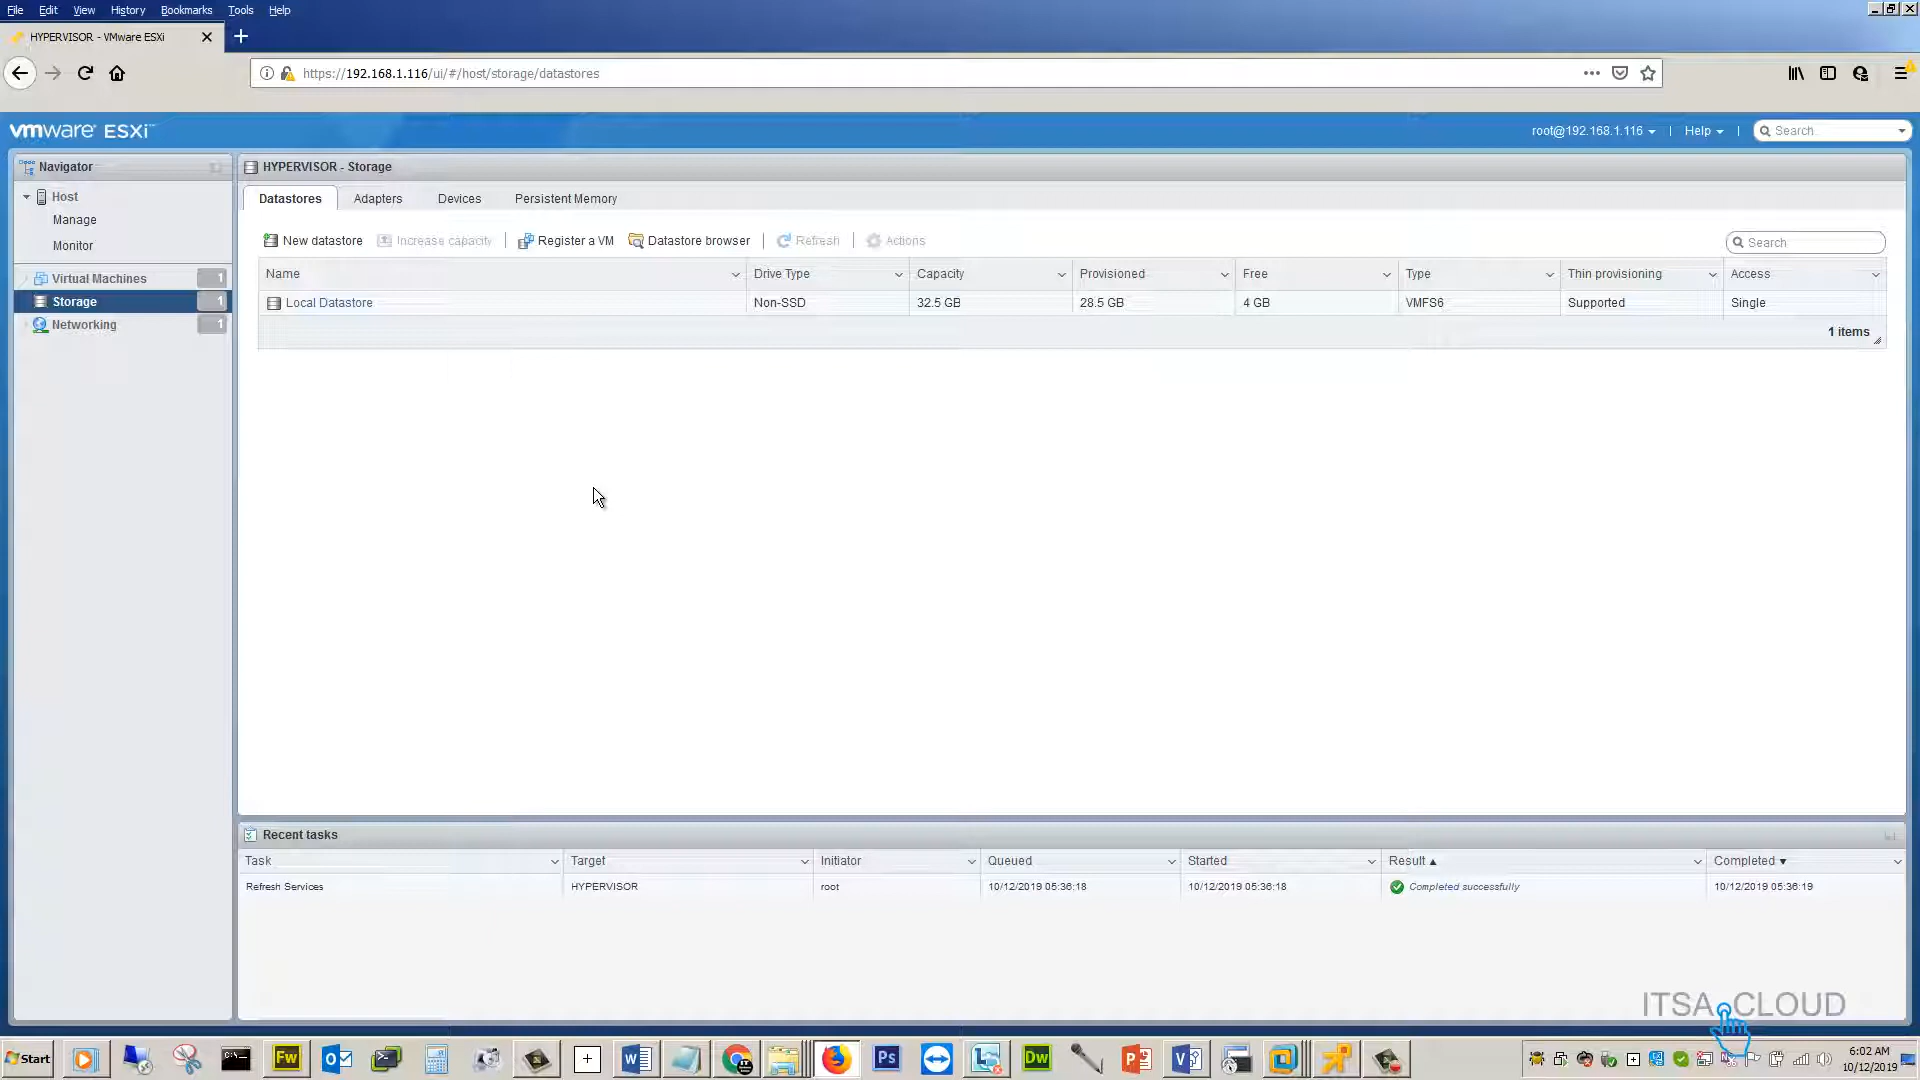 File Edit View History Bookmarks Tools Help
HYPERVISOR - VMware ESXi
https://192.168.1.116/ui/#/host/storage/datastores
vmware ESXi
root@192.168.1.116 | Help | Search
Navigator
Host
Manage
Monitor
Virtual Machines 1
Storage 1
Networking 1
HYPERVISOR - Storage
Datastores Adapters Devices Persistent Memory
New datastore Increase capacity Register a VM Datastore browser Refresh Actions Search
Name Drive Type Capacity Provisioned Free Type Thin provisioning Access
Local Datastore Non-SSD 32.5 GB 28.5 GB 4 GB VMFS6 Supported Single
1 items
Recent tasks
Task Target Initiator Queued Started Result Completed
Refresh Services HYPERVISOR root 10/12/2019 05:36:18 10/12/2019 05:36:18 Completed successfully 10/12/2019 05:36:19
ITSA CLOUD
Start Fw Ps Dw 6:02 AM
10/12/2019